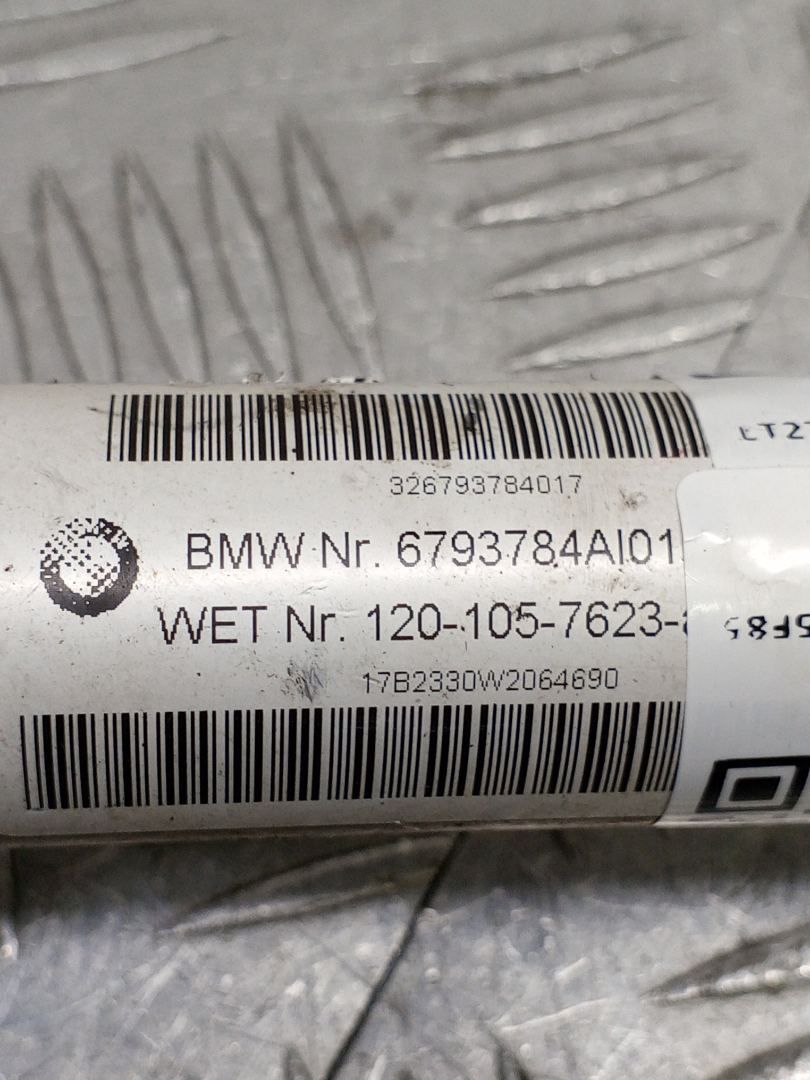 326793784017
BMW Nr. 6793784AI01
WET Nr. 120-105-7623-
17B2330W2064690